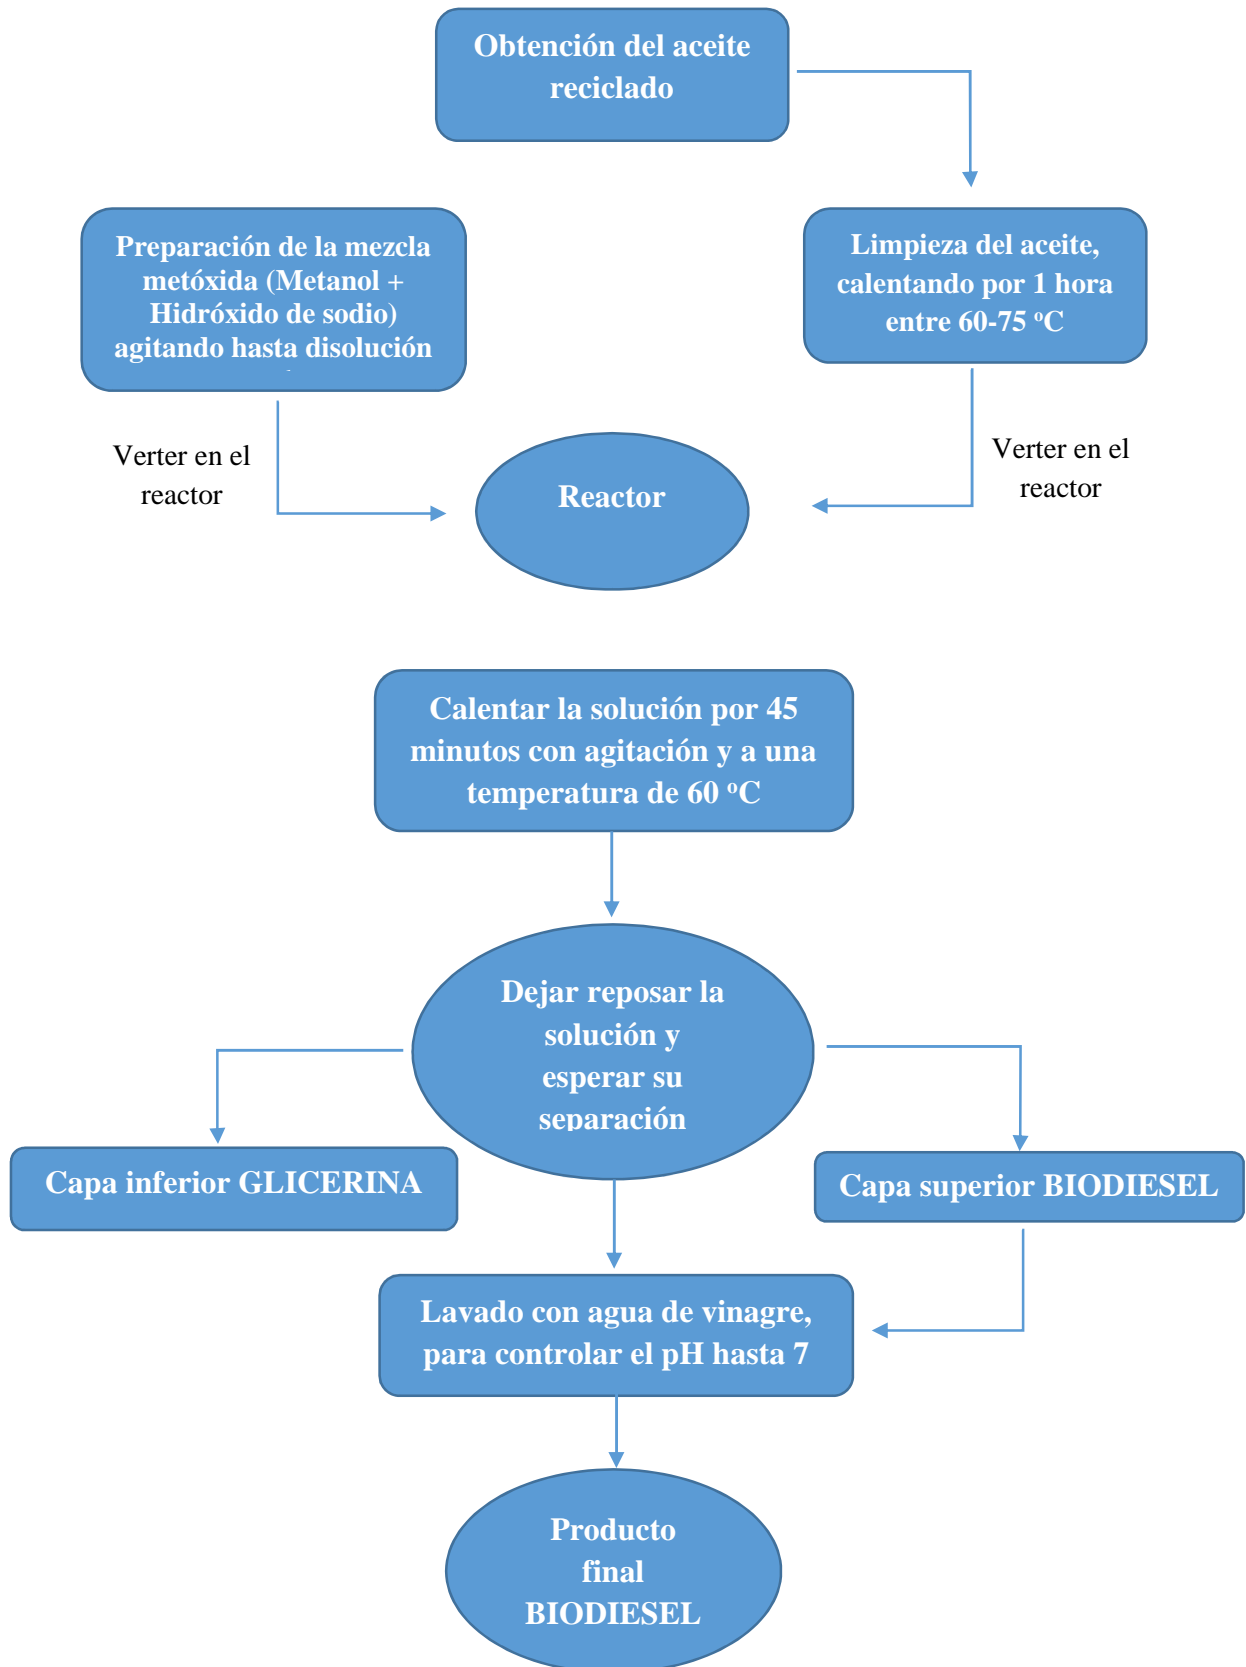 Obtención del aceite
reciclado
Preparación de la mezcla
metóxida (Metanol +
Hidróxido de sodio)
agitando hasta disolución
Limpieza del aceite,
calentando por 1 hora
entre 60-75 ºC
Verter en el
reactor
Reactor
Verter en el
reactor
Calentar la solución por 45
minutos con agitación y a una
temperatura de 60 ºC
Dejar reposar la
solución y
esperar su
separación
Capa inferior GLICERINA
Capa superior BIODIESEL
Lavado con agua de vinagre,
para controlar el pH hasta 7
Producto
final
BIODIESEL